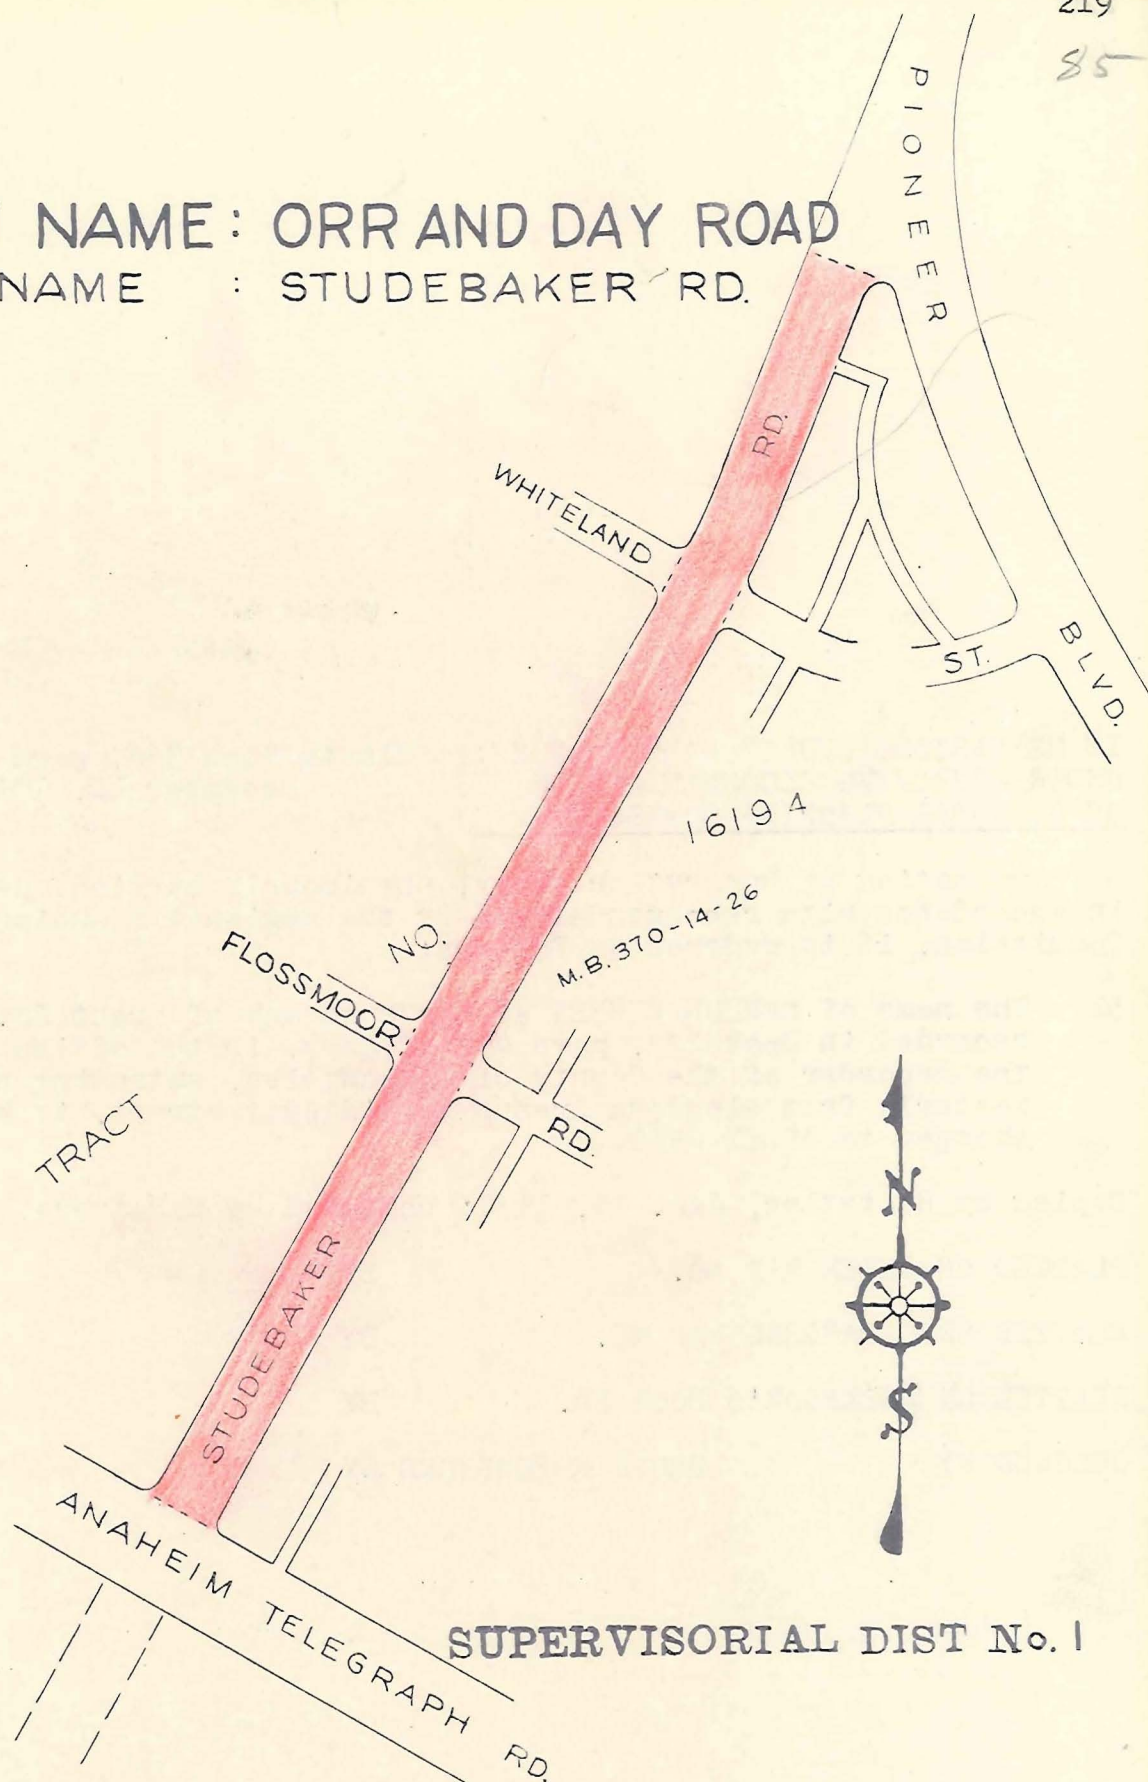 219
85
PIONEER
NAME: ORR AND DAY ROAD
NAME : STUDEBAKER RD.
RD.
WHITELAND
ST.
BLVD.
16194
NO.
M.B. 370-14-26
FLOSSMOOR
RD.
TRACT
N
STUDEBAKER
S
ANAHEIM TELEGRAPH RD.
SUPERVISORIAL DIST No. 1